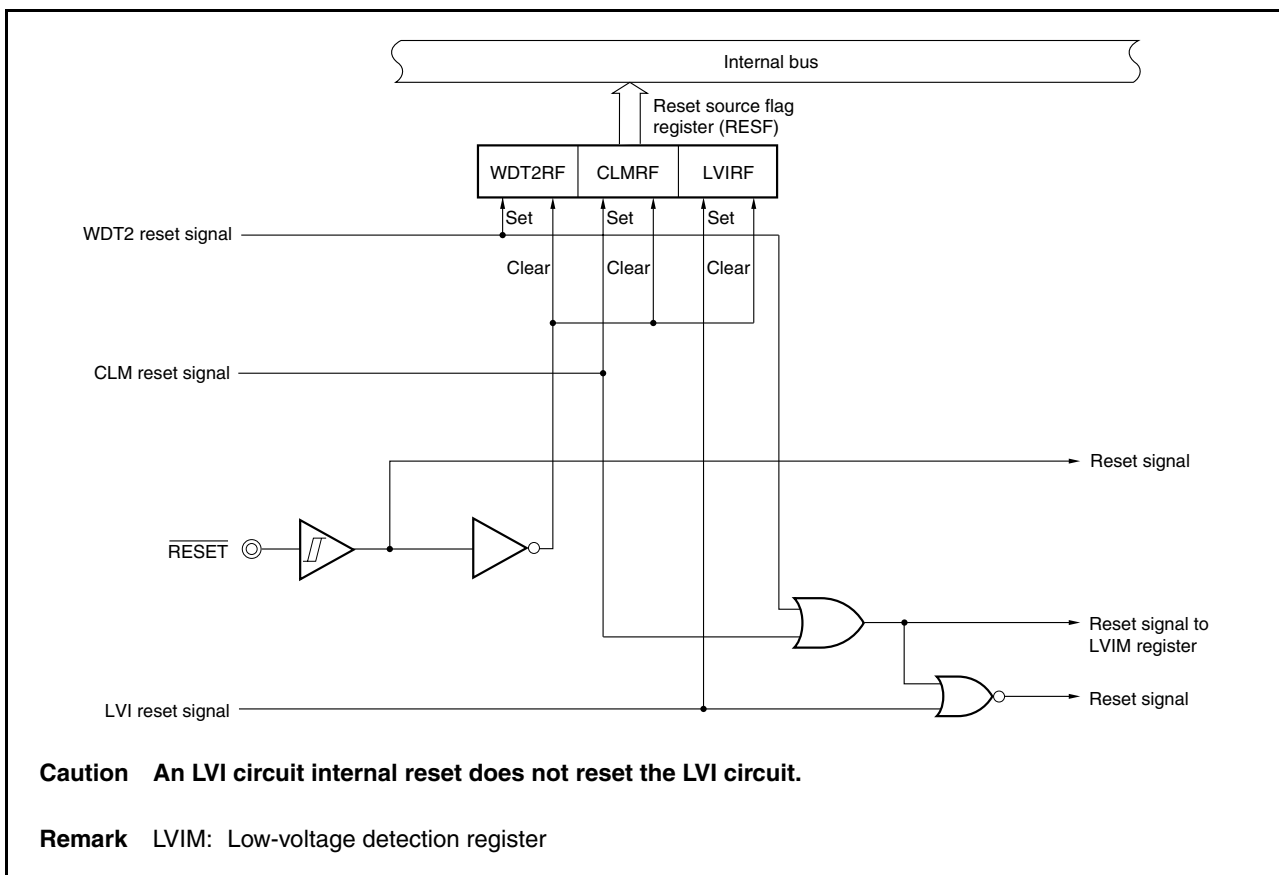 Internal bus
Reset source flag
register (RESF)
WDT2RF CLMRF LVIRF
Set Set Set
WDT2 reset signal
Clear Clear Clear
CLM reset signal
Reset signal
RESET
Reset signal to
LVIM register
Reset signal
LVI reset signal
Caution An LVI circuit internal reset does not reset the LVI circuit.
Remark LVIM: Low-voltage detection register